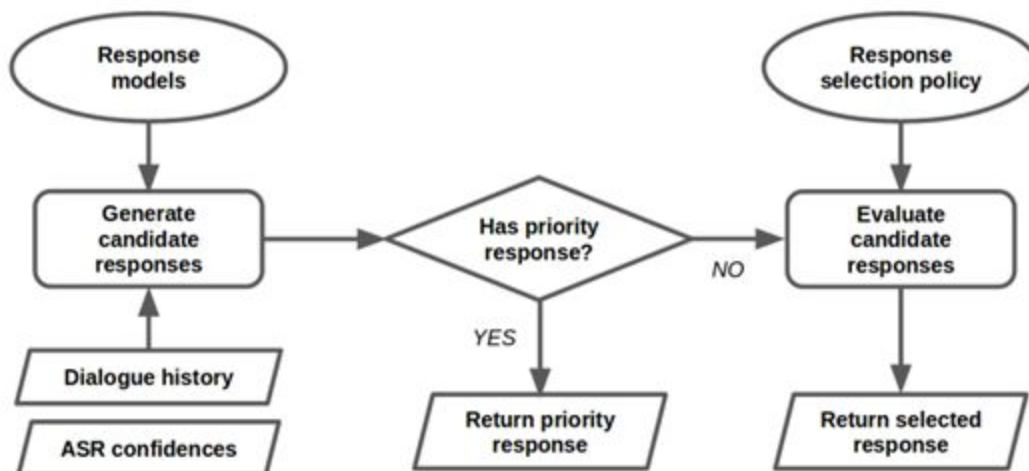 Response
models
Response
selection policy
Generate
candidate
responses
Has priority
response?
NO
Evaluate
candidate
responses
YES
Dialogue history
ASR confidences
Return priority
response
Return selected
response